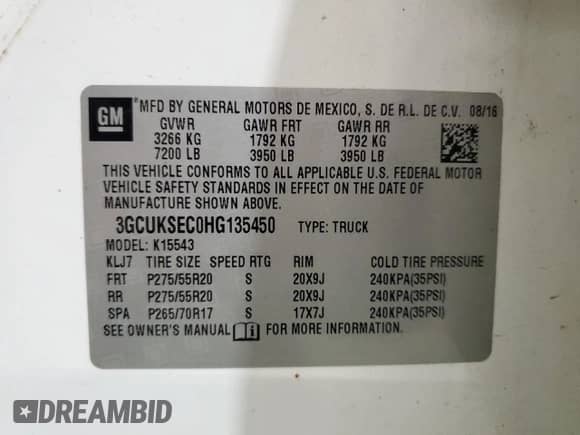 GM
*MFD BY GENERAL MOTORS DE MEXICO, S. DE R.L. DE C.V. 08/16
GVWR GAWR FRT GAWR RR
3266 KG 1792 KG 1792 KG
7200 LB 3950 LB 3950 LB
THIS VEHICLE CONFORMS TO ALL APPLICABLE U.S. FEDERAL MOTOR
VEHICLE SAFETY STANDARDS IN EFFECT ON THE DATE OF
MANUFACTURE SHOWN ABOVE.
3GCUKSEC0HG135450 TYPE: TRUCK
MODEL: K15543
KLJ7 TIRE SIZE SPEED RTG RIM COLD TIRE PRESSURE
FRT P275/55R20 S 20X9J 240KPA(35PSI)
RR P275/55R20 S 20X9J 240KPA(35PSI)
SPA P265/70R17 S 17X7J 240KPA(35PSI)
SEE OWNER'S MANUAL FOR MORE INFORMATION.
DREAMBID